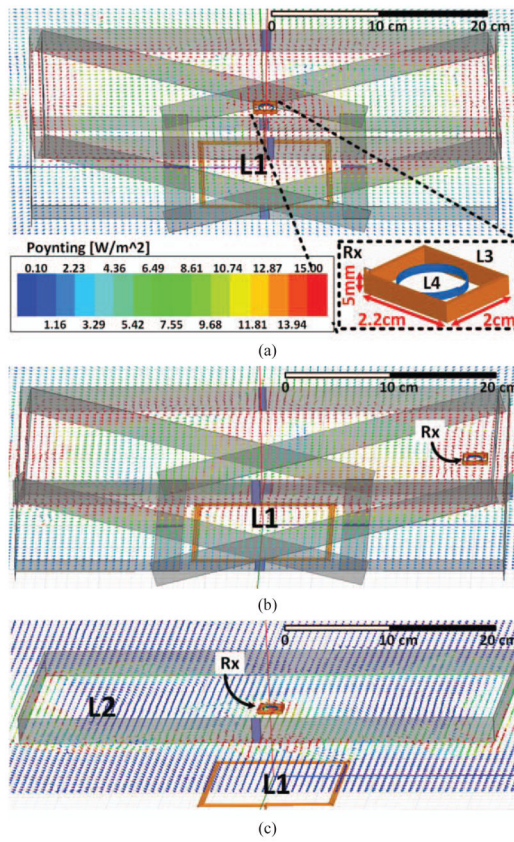 0
10 cm
20 cm
L1
Poynting [W/m^2]
0.10 2.23 4.36 6.49 8.61 10.74 12.87 15.00
1.16 3.29 5.42 7.55 9.68 11.81 13.94
Rx
L3
L4
5mm
2.2cm
2cm
(a)
0
10 cm
20 cm
Rx
L1
(b)
0
10 cm
20 cm
Rx
L2
L1
(c)